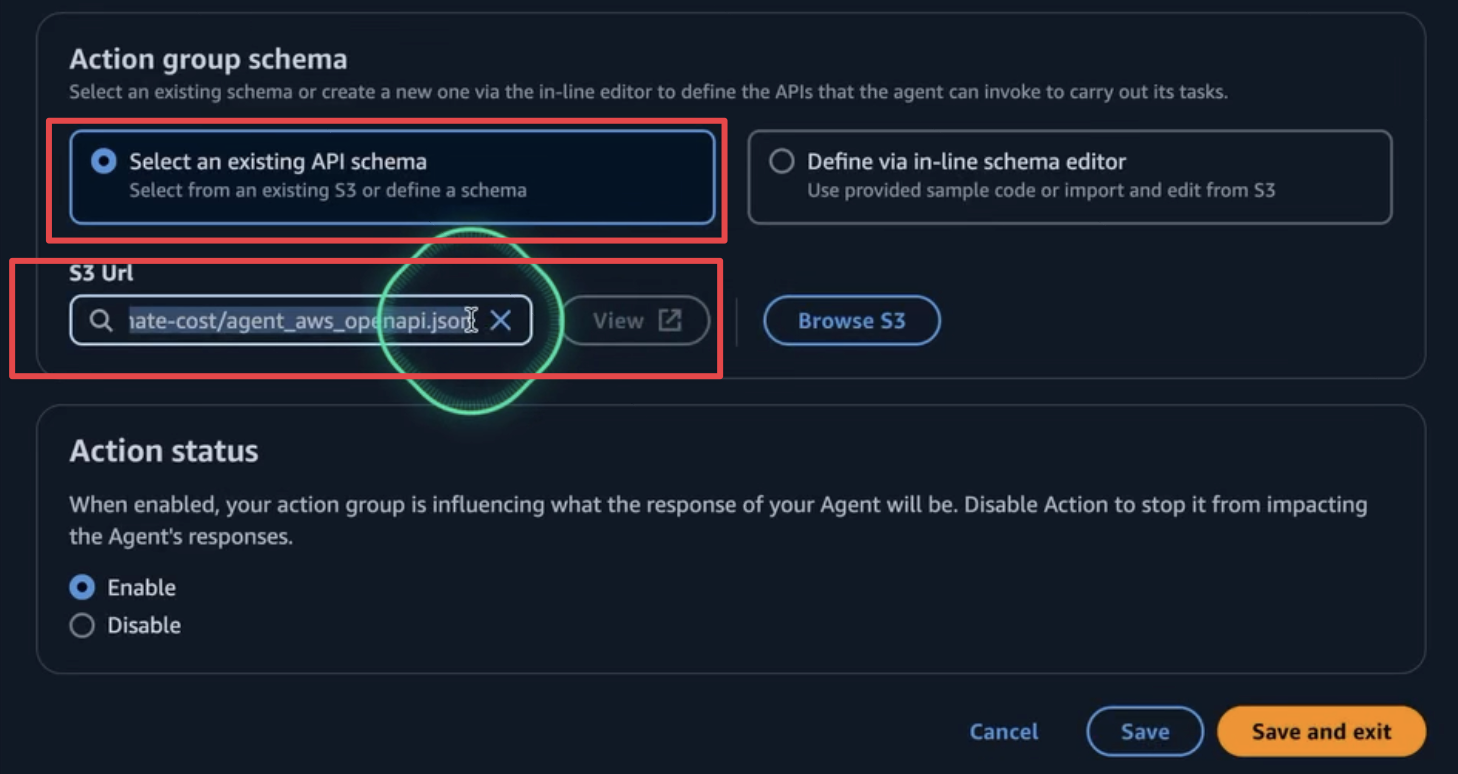 Action group schema
Select an existing schema or create a new one via the in-line editor to define the APIs that the agent can invoke to carry out its tasks.
Select an existing API schema
Select from an existing S3 or define a schema
Define via in-line schema editor
Use provided sample code or import and edit from S3
S3 Url
nate-cost/agent_aws_openapi.json
View
Browse S3
Action status
When enabled, your action group is influencing what the response of your Agent will be. Disable Action to stop it from impacting
the Agent's responses.
Enable
Disable
Cancel
Save
Save and exit